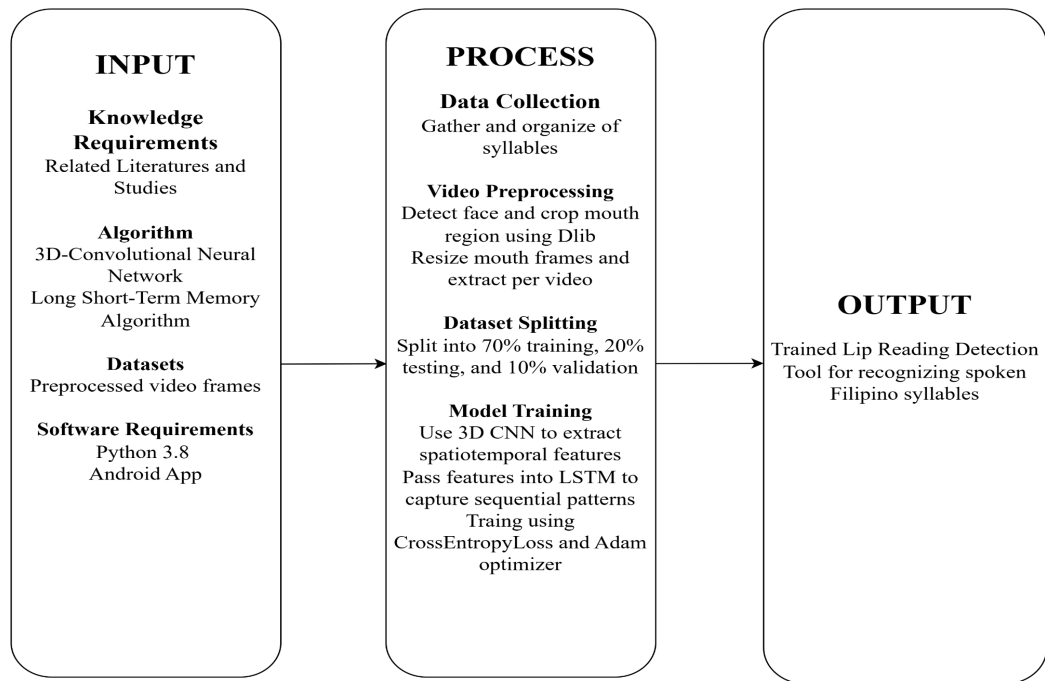 INPUT
Knowledge
Requirements
Related Literatures and
Studies
Algorithm
3D-Convolutional Neural
Network
Long Short-Term Memory
Algorithm
Datasets
Preprocessed video frames
Software Requirements
Python 3.8
Android App
PROCESS
Data Collection
Gather and organize of
syllables
Video Preprocessing
Detect face and crop mouth
region using Dlib
Resize mouth frames and
extract per video
Dataset Splitting
Split into 70% training, 20%
testing, and 10% validation
Model Training
Use 3D CNN to extract
spatiotemporal features
Pass features into LSTM to
capture sequential patterns
Traing using
CrossEntropyLoss and Adam
optimizer
OUTPUT
Trained Lip Reading Detection
Tool for recognizing spoken
Filipino syllables